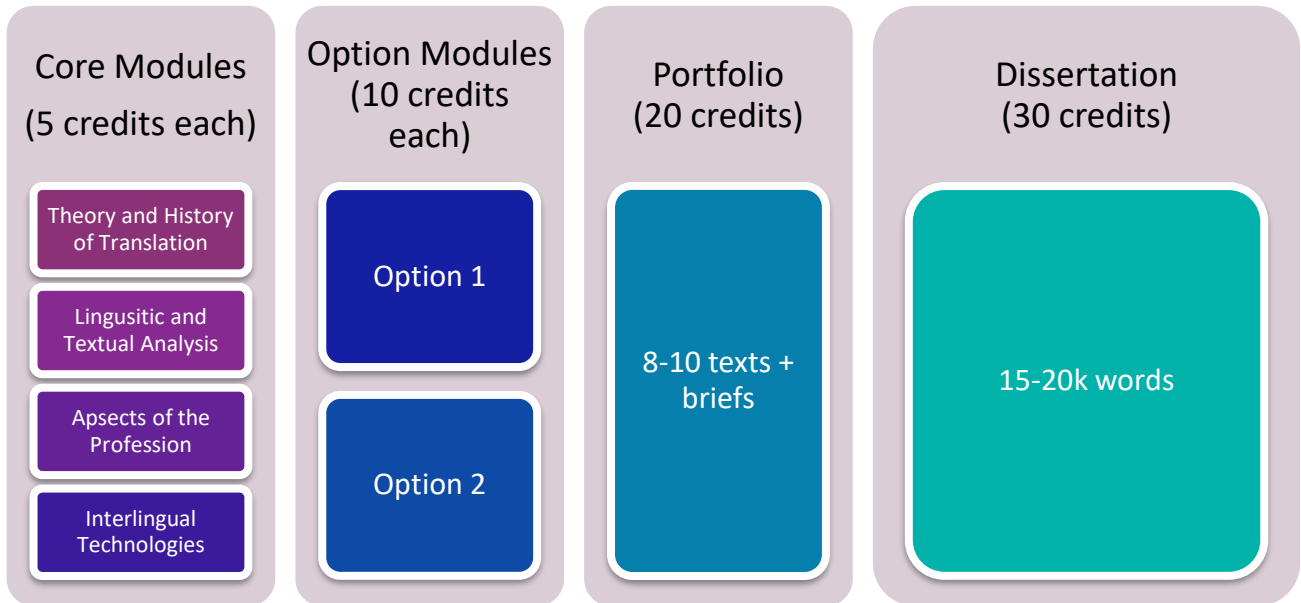 Core Modules
(5 credits each)
Theory and History
of Translation
Lingusitic and
Textual Analysis
Apsects of the
Profession
Interlingual
Technologies
Option Modules
(10 credits
each)
Option 1
Option 2
Portfolio
(20 credits)
8-10 texts +
briefs
Dissertation
(30 credits)
15-20k words